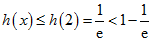 h(x) ≤ h(2) = 1/e < 1 − 1/e